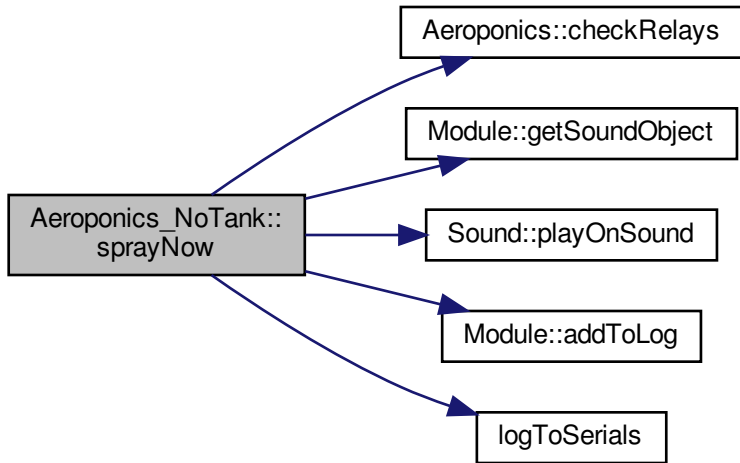 Aeroponics::checkRelays
Module::getSoundObject
Aeroponics_NoTank::
sprayNow
Sound::playOnSound
Module::addToLog
logToSerials